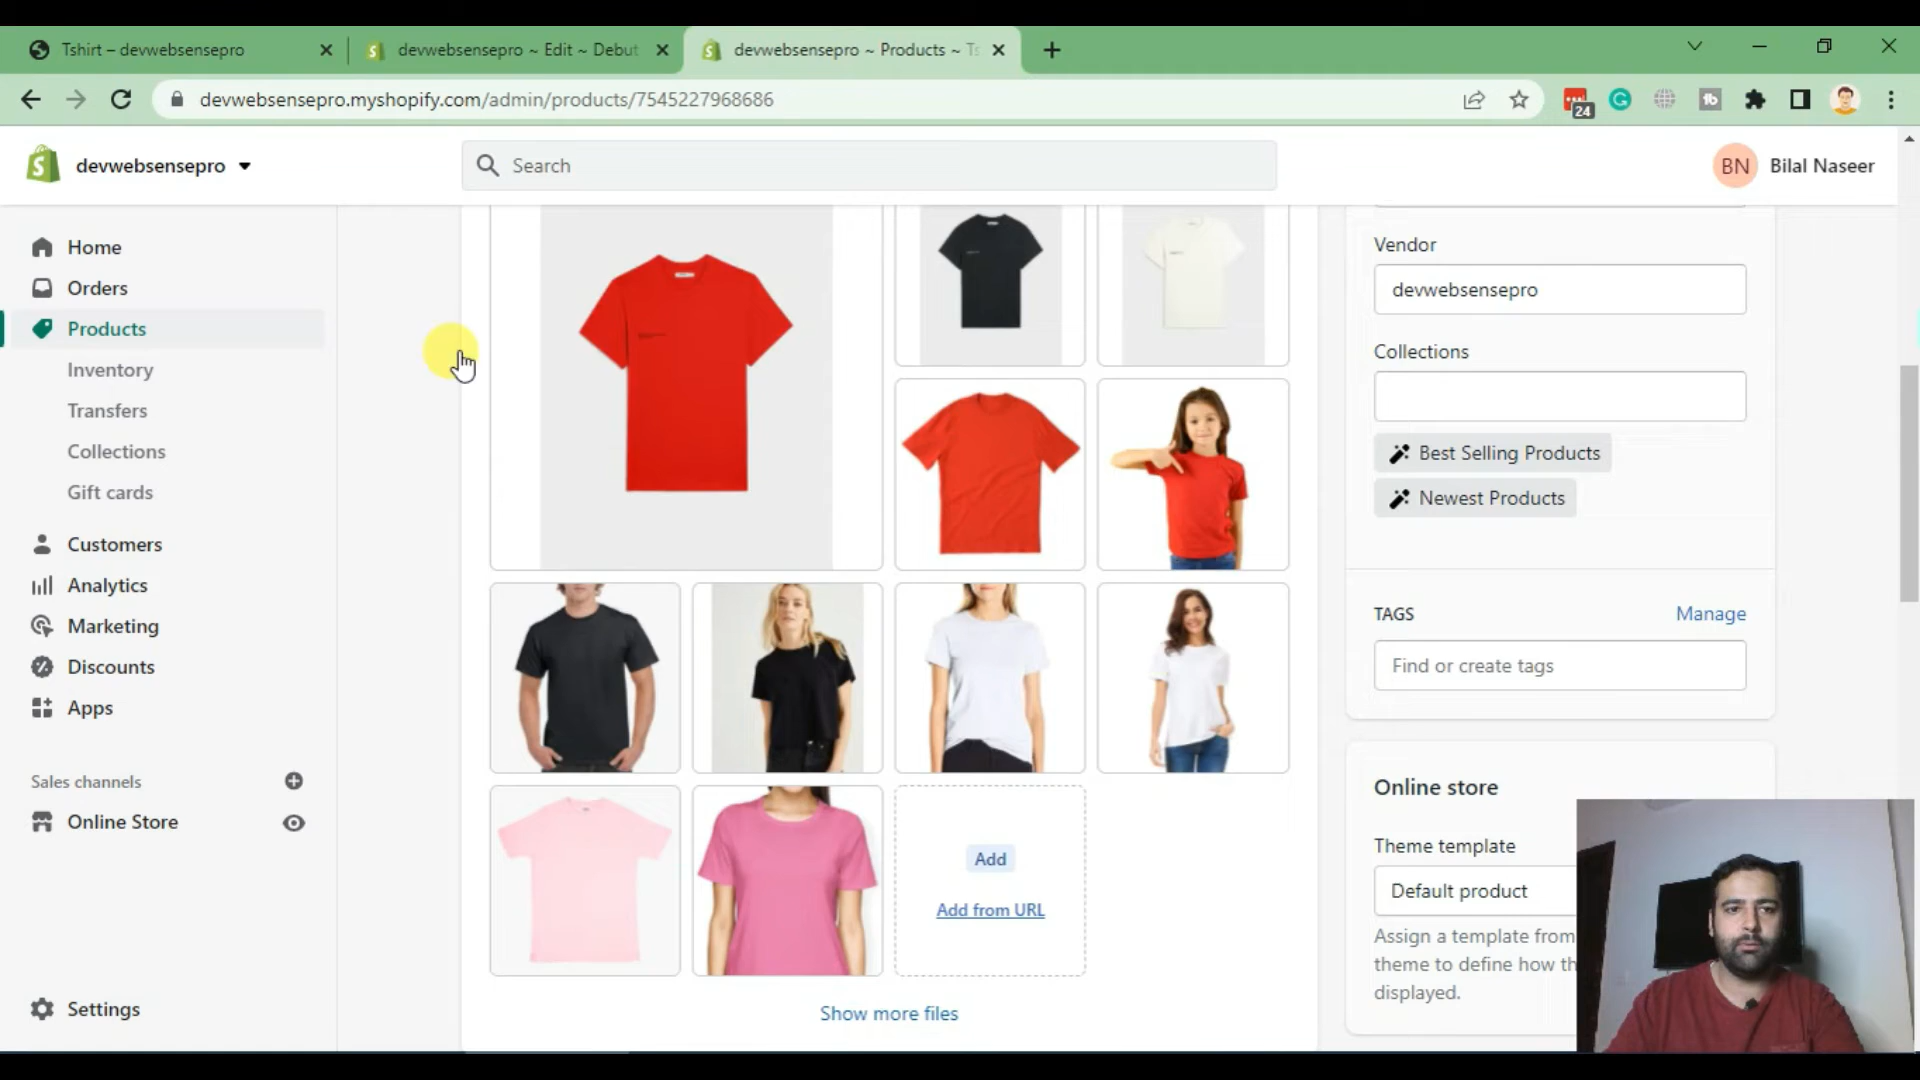 Tshirt – devwebsensepro
devwebsensepro ~ Edit ~ Debut
devwebsensepro ~ Products ~ Ts
devwebsensepro.myshopify.com/admin/products/7545227968686
24
devwebsensepro
Search
BN
Bilal Naseer
Home
Orders
Products
Inventory
Transfers
Collections
Gift cards
Customers
Analytics
Marketing
Discounts
Apps
Sales channels
Online Store
Settings
Add
Add from URL
Show more files
Vendor
devwebsensepro
Collections
Best Selling Products
Newest Products
TAGS
Manage
Find or create tags
Online store
Theme template
Default product
Assign a template from
theme to define how th
displayed.